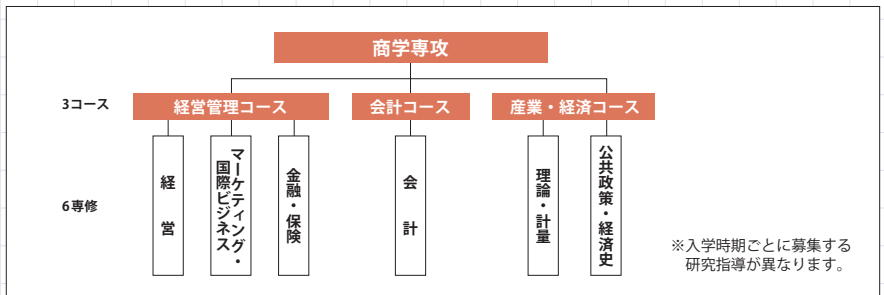 商学専攻
3コース
経営管理コース
会計コース
産業・経済コース
6専修
経営
マーケティング・
国際ビジネス
金融・保険
会計
理論・計量
公共政策・経済史
※入学時期ごとに募集する
研究指導が異なります。